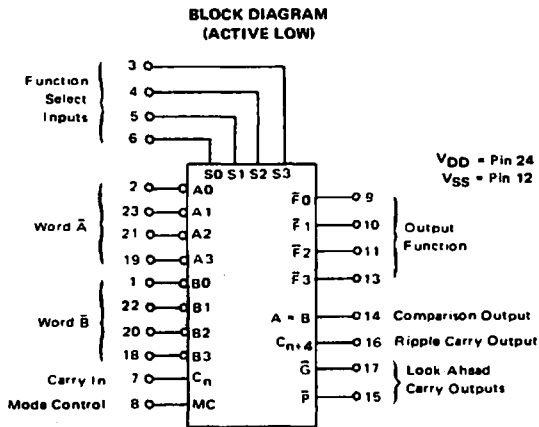 BLOCK DIAGRAM
(ACTIVE LOW)
Function
Select
Inputs
3
4
5
6
S0 S1 S2 S3
VDD = Pin 24
VSS = Pin 12
Word A̅
2 A0
23 A1
21 A2
19 A3
Word B̅
1 B0
22 B1
20 B2
18 B3
Carry In 7 Cn
Mode Control 8 MC
F̅0 9
F̅1 10
F̅2 11
F̅3 13
Output
Function
A = B 14 Comparison Output
Cn+4 16 Ripple Carry Output
G̅ 17
P̅ 15
Look Ahead
Carry Outputs